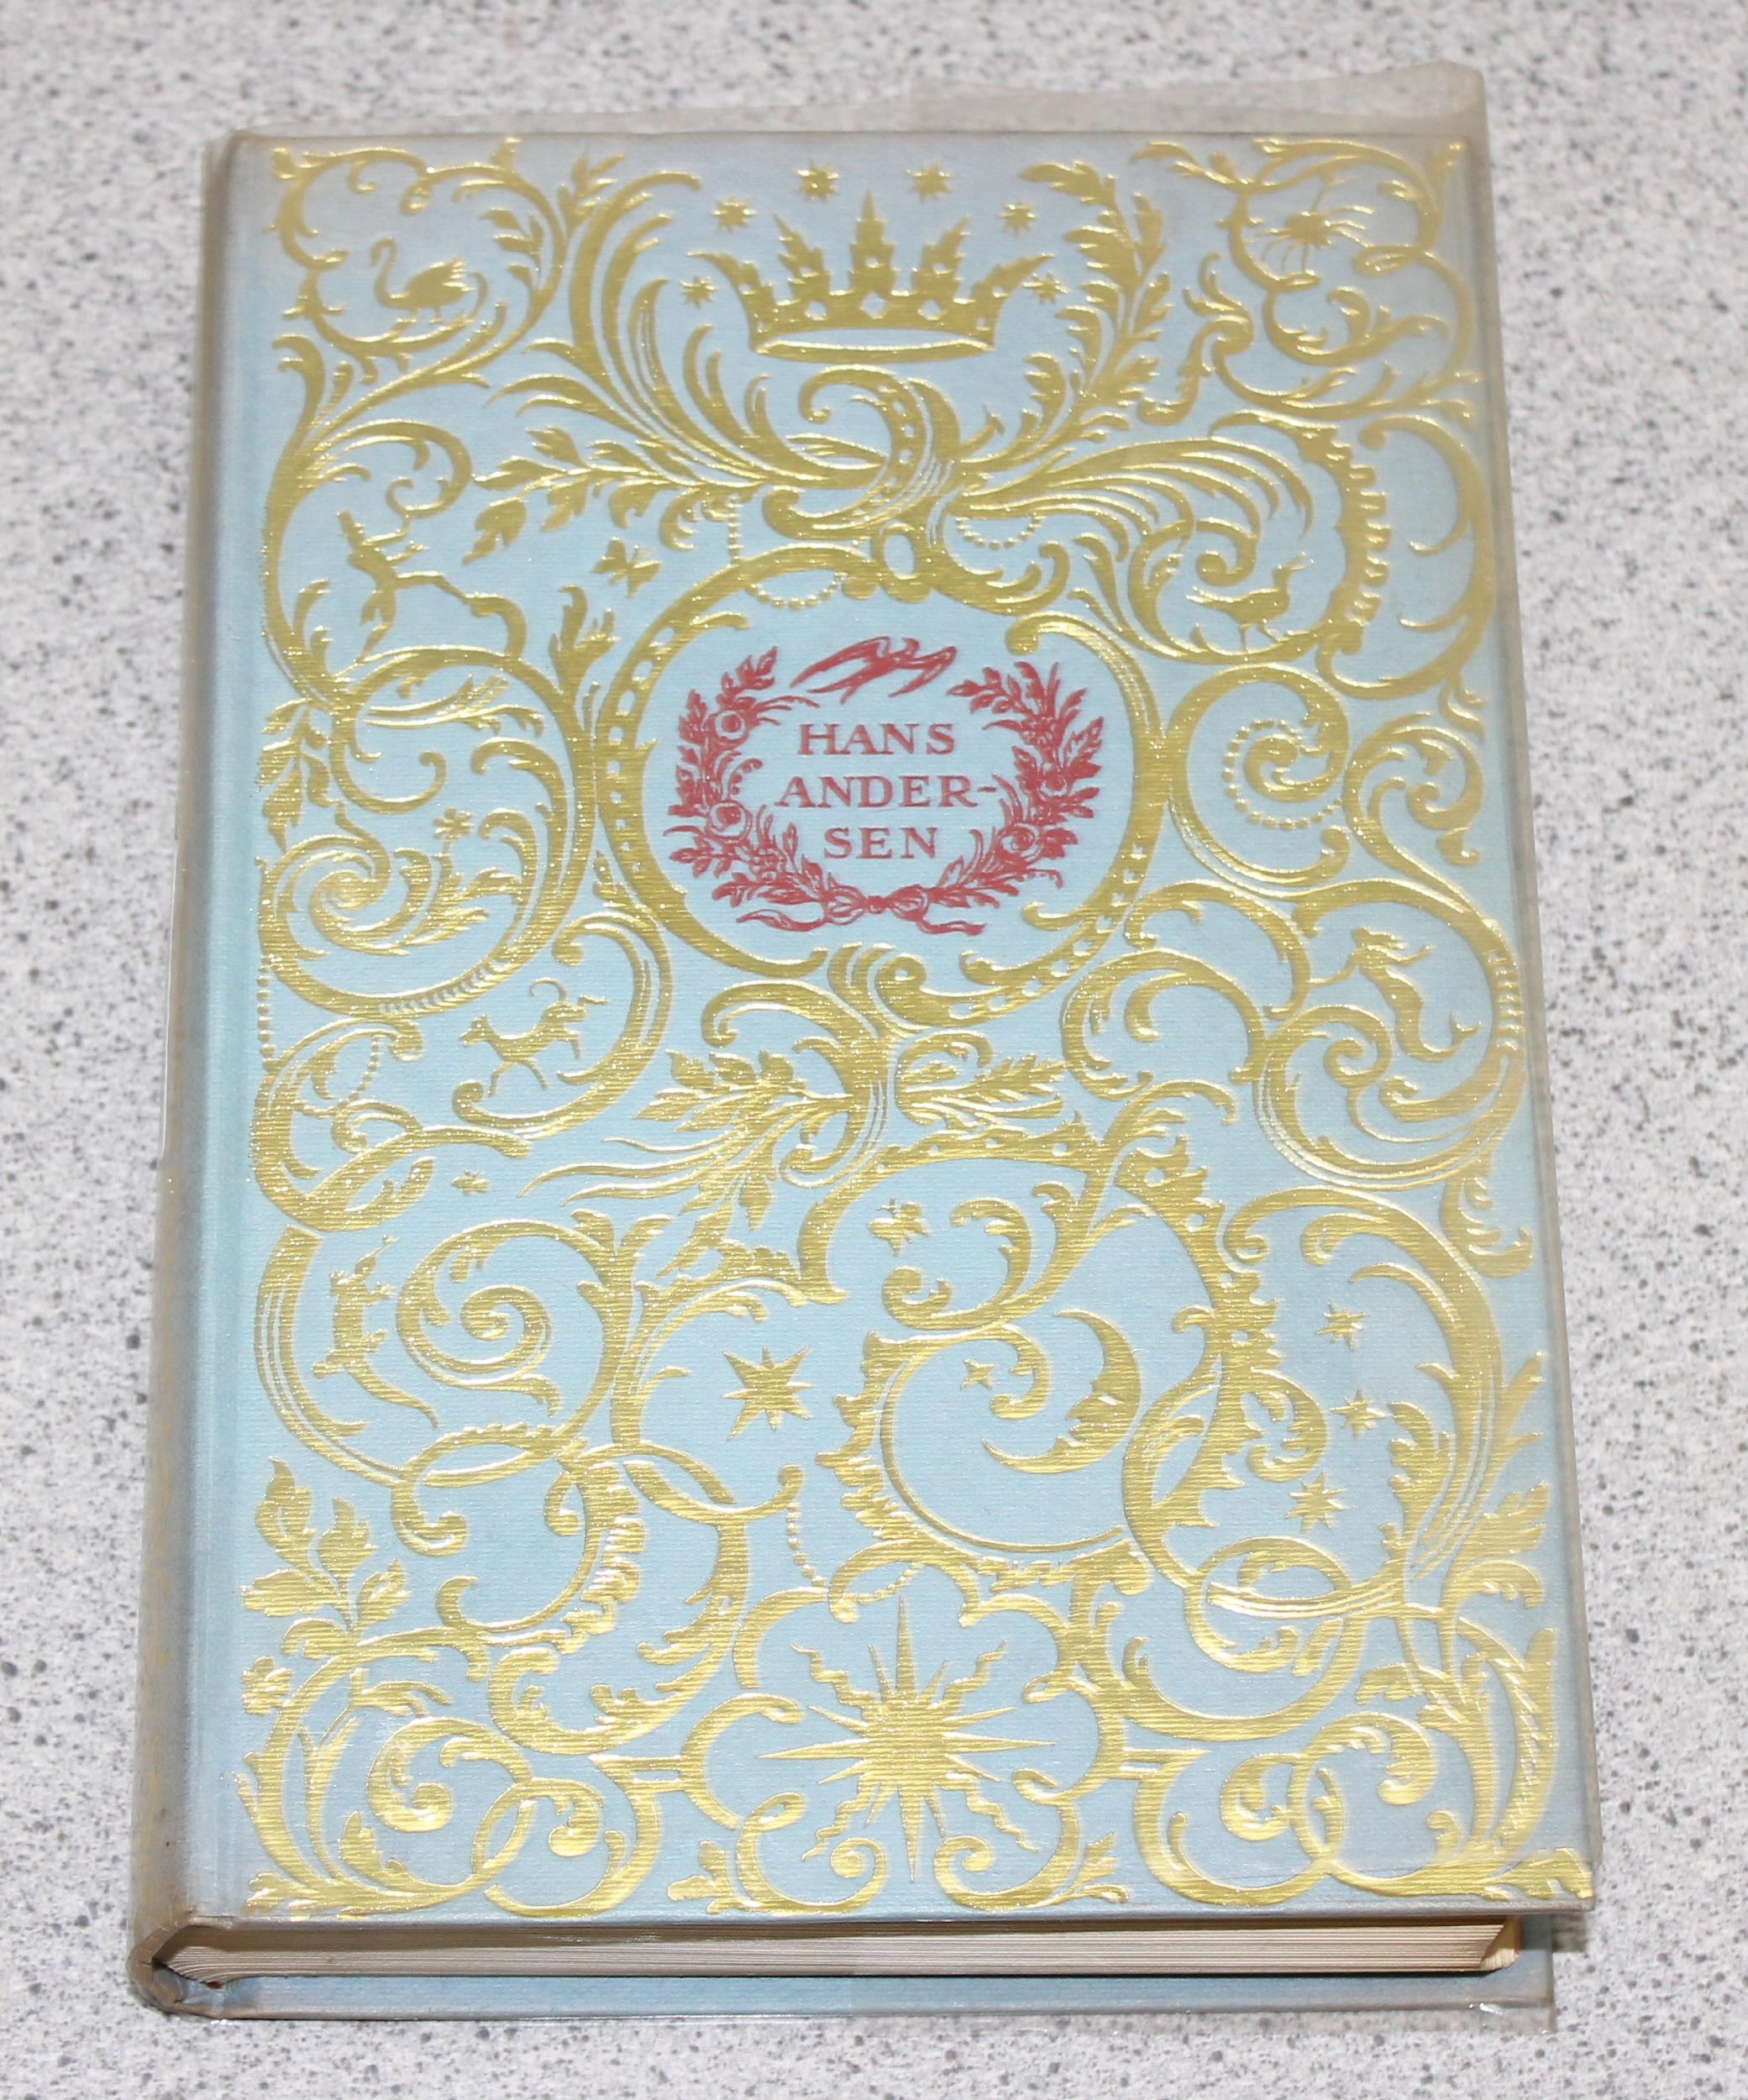 HANS
ANDER-
SEN